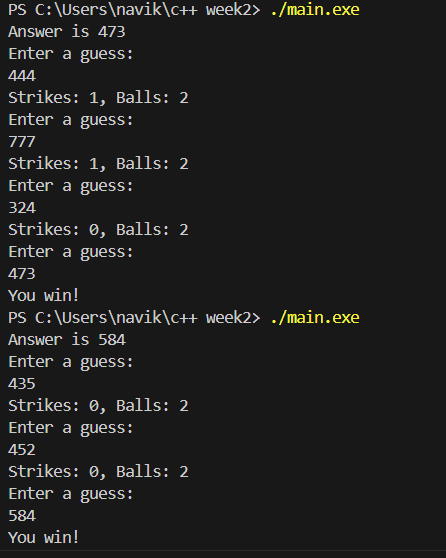 PS C:\Users\navik\c++ week2> ./main.exe
Answer is 473
Enter a guess:
444
Strikes: 1, Balls: 2
Enter a guess:
777
Strikes: 1, Balls: 2
Enter a guess:
324
Strikes: 0, Balls: 2
Enter a guess:
473
You win!
PS C:\Users\navik\c++ week2> ./main.exe
Answer is 584
Enter a guess:
435
Strikes: 0, Balls: 2
Enter a guess:
452
Strikes: 0, Balls: 2
Enter a guess:
584
You win!